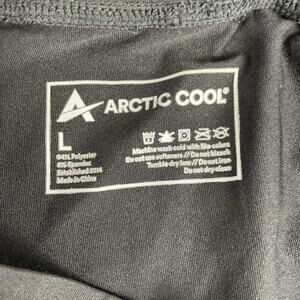 ARCTIC COOL®
L
94% Polyester
6% Spandex
Established 2014
Made in China
Machine wash cold with like colors
Do not use softeners // Do not bleach
Tumble dry low // Do not iron
Do not dry clean